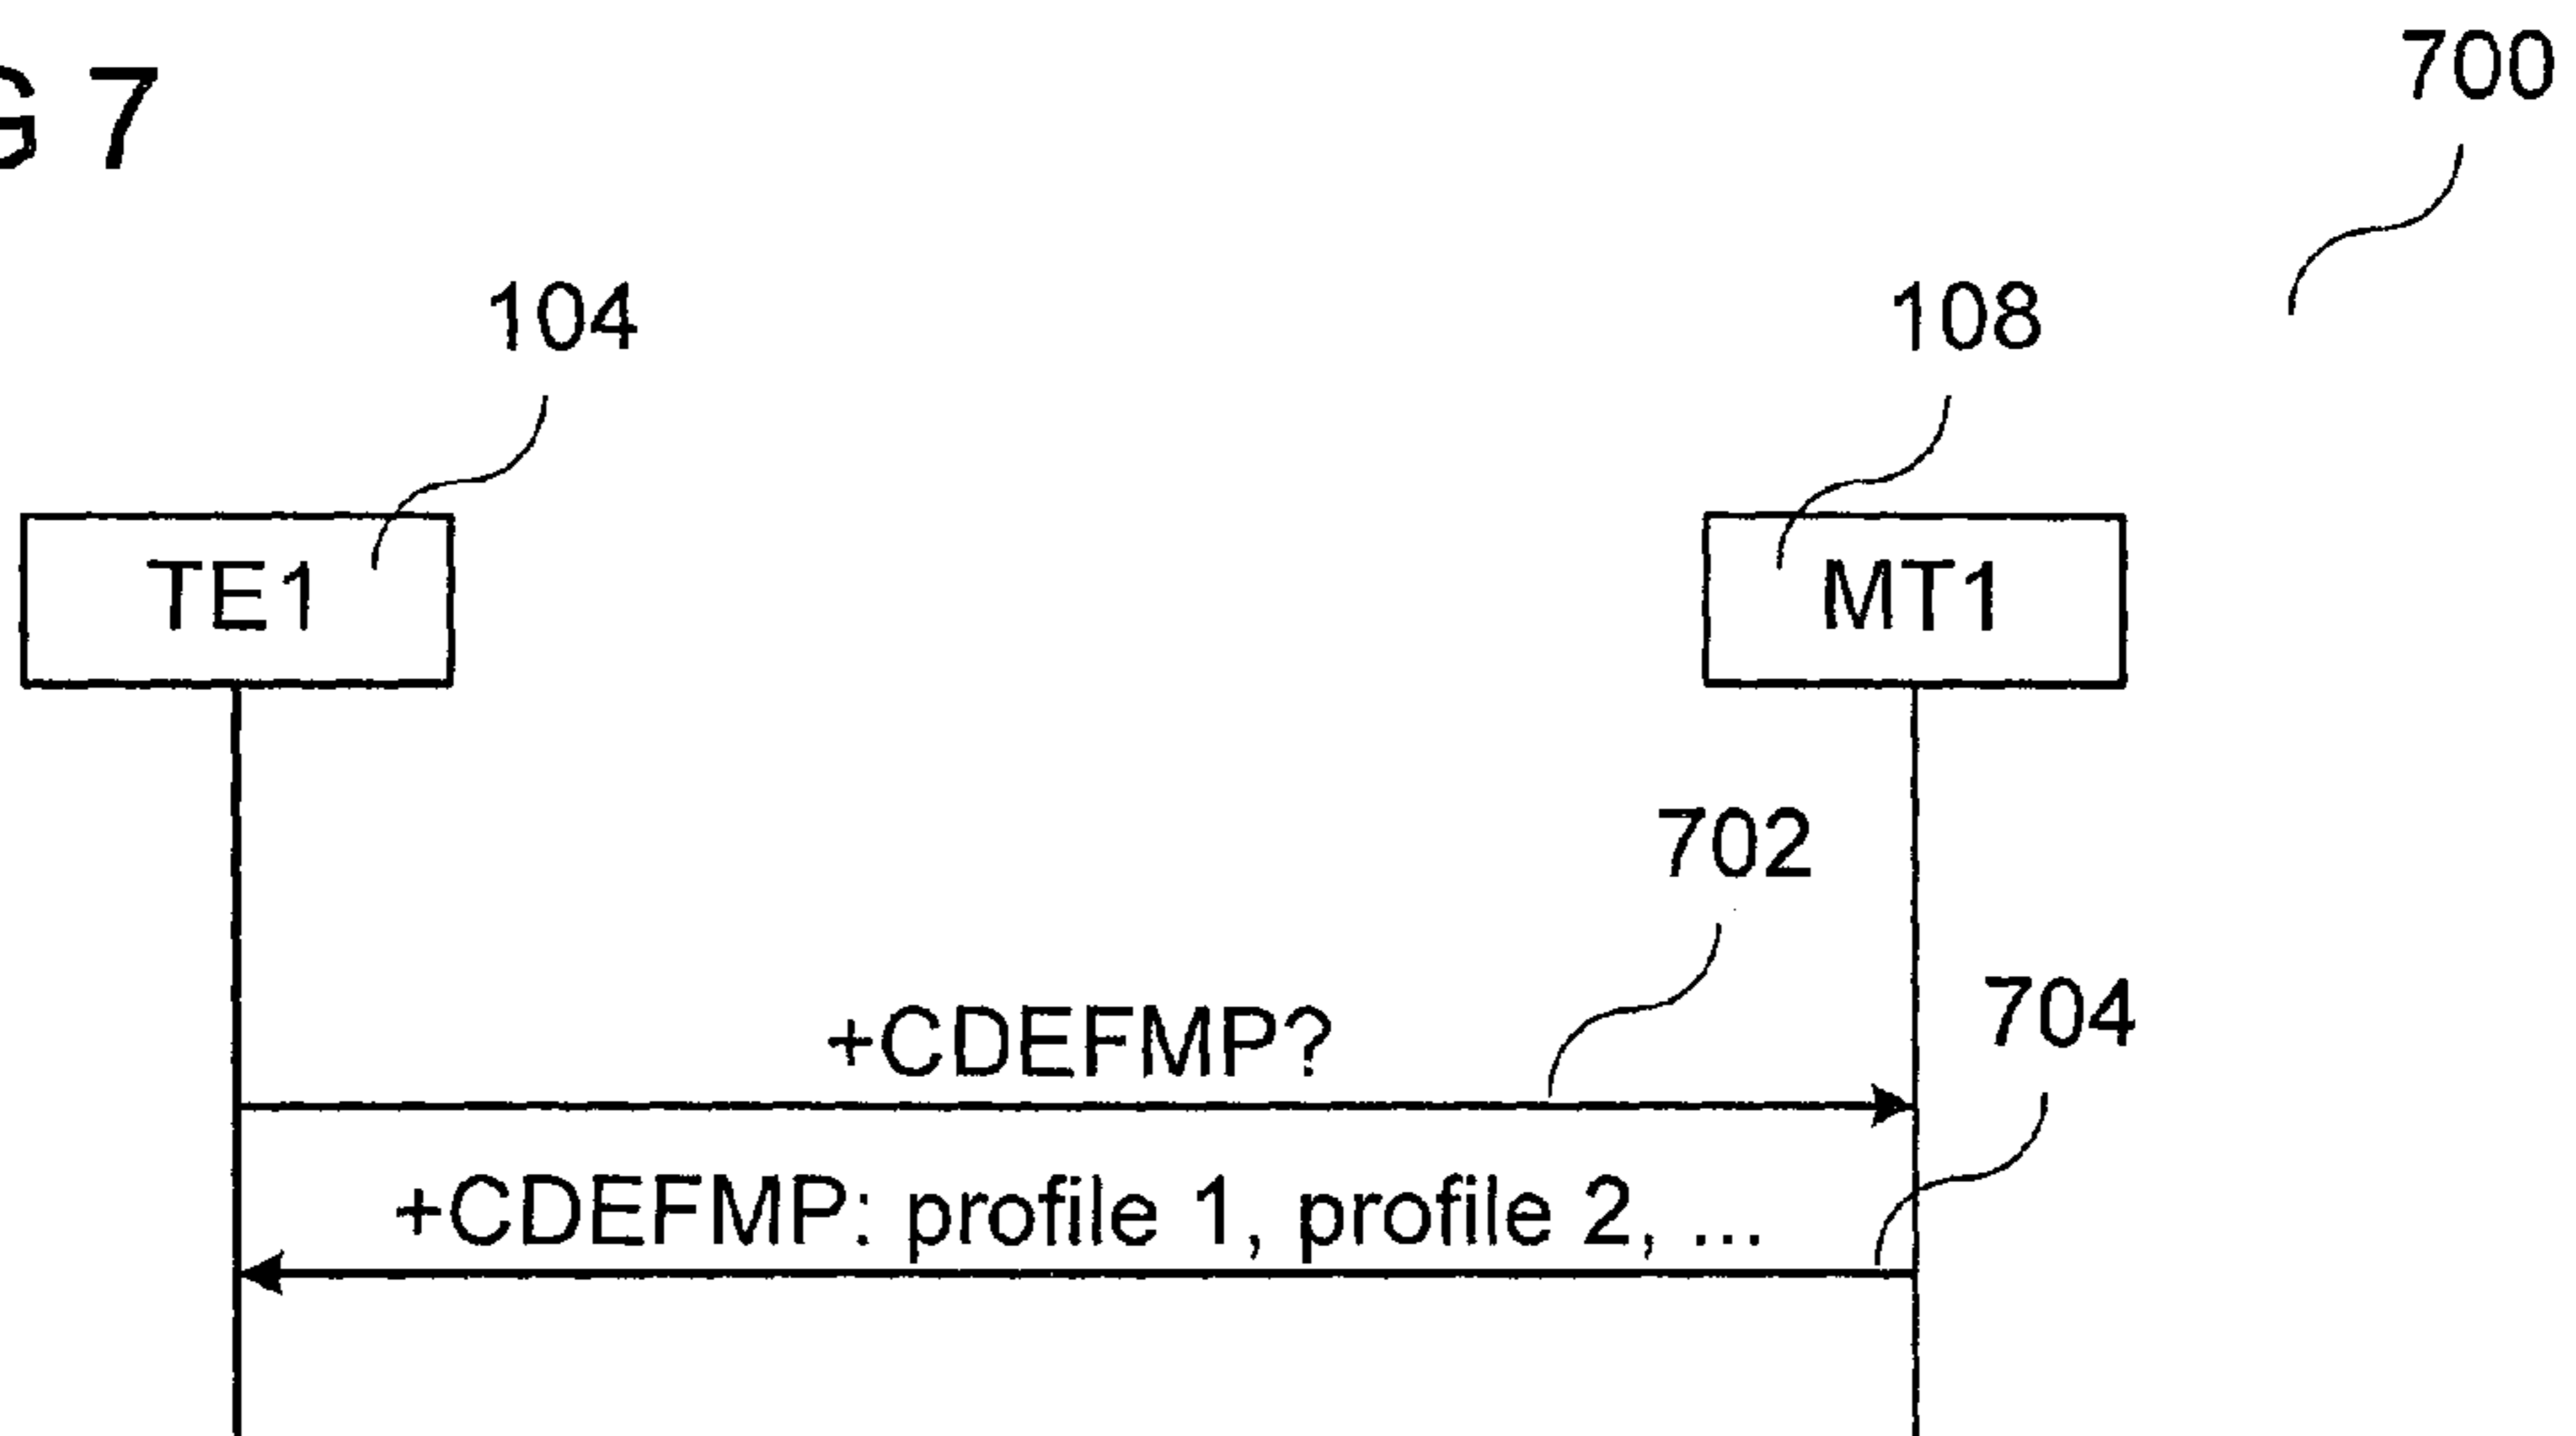 G 7
700
104
108
TE1
MT1
702
+CDEFMP?
704
+CDEFMP: profile 1, profile 2, ...